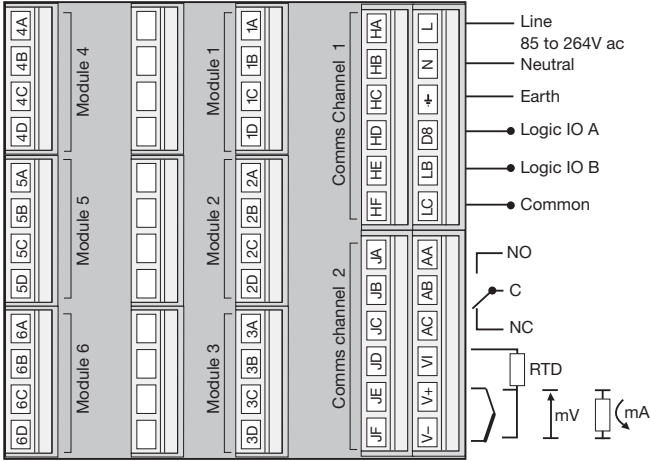 4A
4B
4C
4D
Module 4
5A
5B
5C
5D
Module 5
6A
6B
6C
6D
Module 6
1A
1B
1C
1D
Module 1
2A
2B
2C
2D
Module 2
3A
3B
3C
3D
Module 3
HA
HB
HC
HD
HE
HF
Comms Channel 1
JA
JB
JC
JD
JE
JF
Comms channel 2
L
N
D8
LB
LC
AA
AB
AC
VI
V+
V−
Line
85 to 264V ac
Neutral
Earth
Logic IO A
Logic IO B
Common
NO
C
NC
RTD
mV
mA